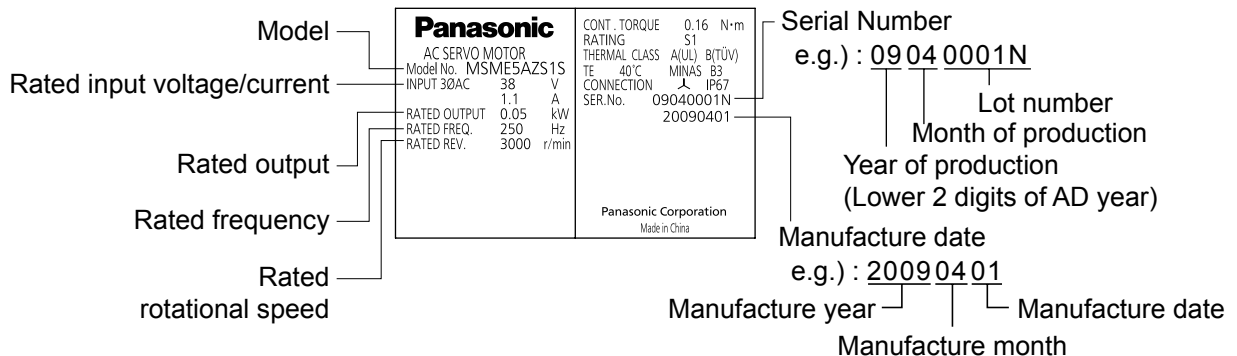 Model
Rated input voltage/current
Rated output
Rated frequency
Rated
rotational speed
Panasonic
AC SERVO MOTOR
Model No. MSME5AZS1S
INPUT 3ØAC 38 V
1.1 A
RATED OUTPUT 0.05 kW
RATED FREQ. 250 Hz
RATED REV. 3000 r/min
CONT. TORQUE 0.16 N·m
RATING S1
THERMAL CLASS A(UL) B(TÜV)
TE 40℃ MINAS B3
CONNECTION IP67
SER.No. 09040001N
20090401
Panasonic Corporation
Made in China
Serial Number
e.g.) : 09 04 0001N
Lot number
Month of production
Year of production
(Lower 2 digits of AD year)
Manufacture date
e.g.) : 2009 04 01
Manufacture year
Manufacture date
Manufacture month